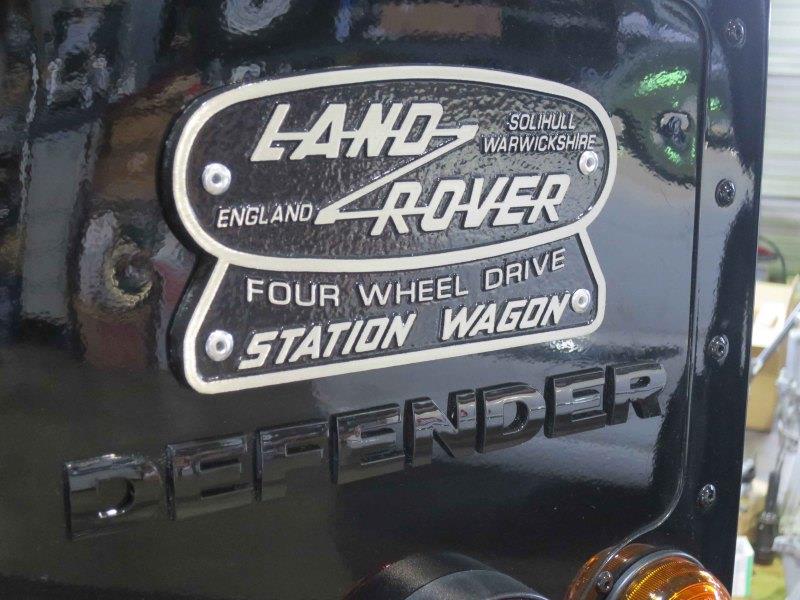 LAND
SOLIHULL
WARWICKSHIRE
ENGLAND
ROVER
FOUR WHEEL DRIVE
STATION WAGON
DEFENDER